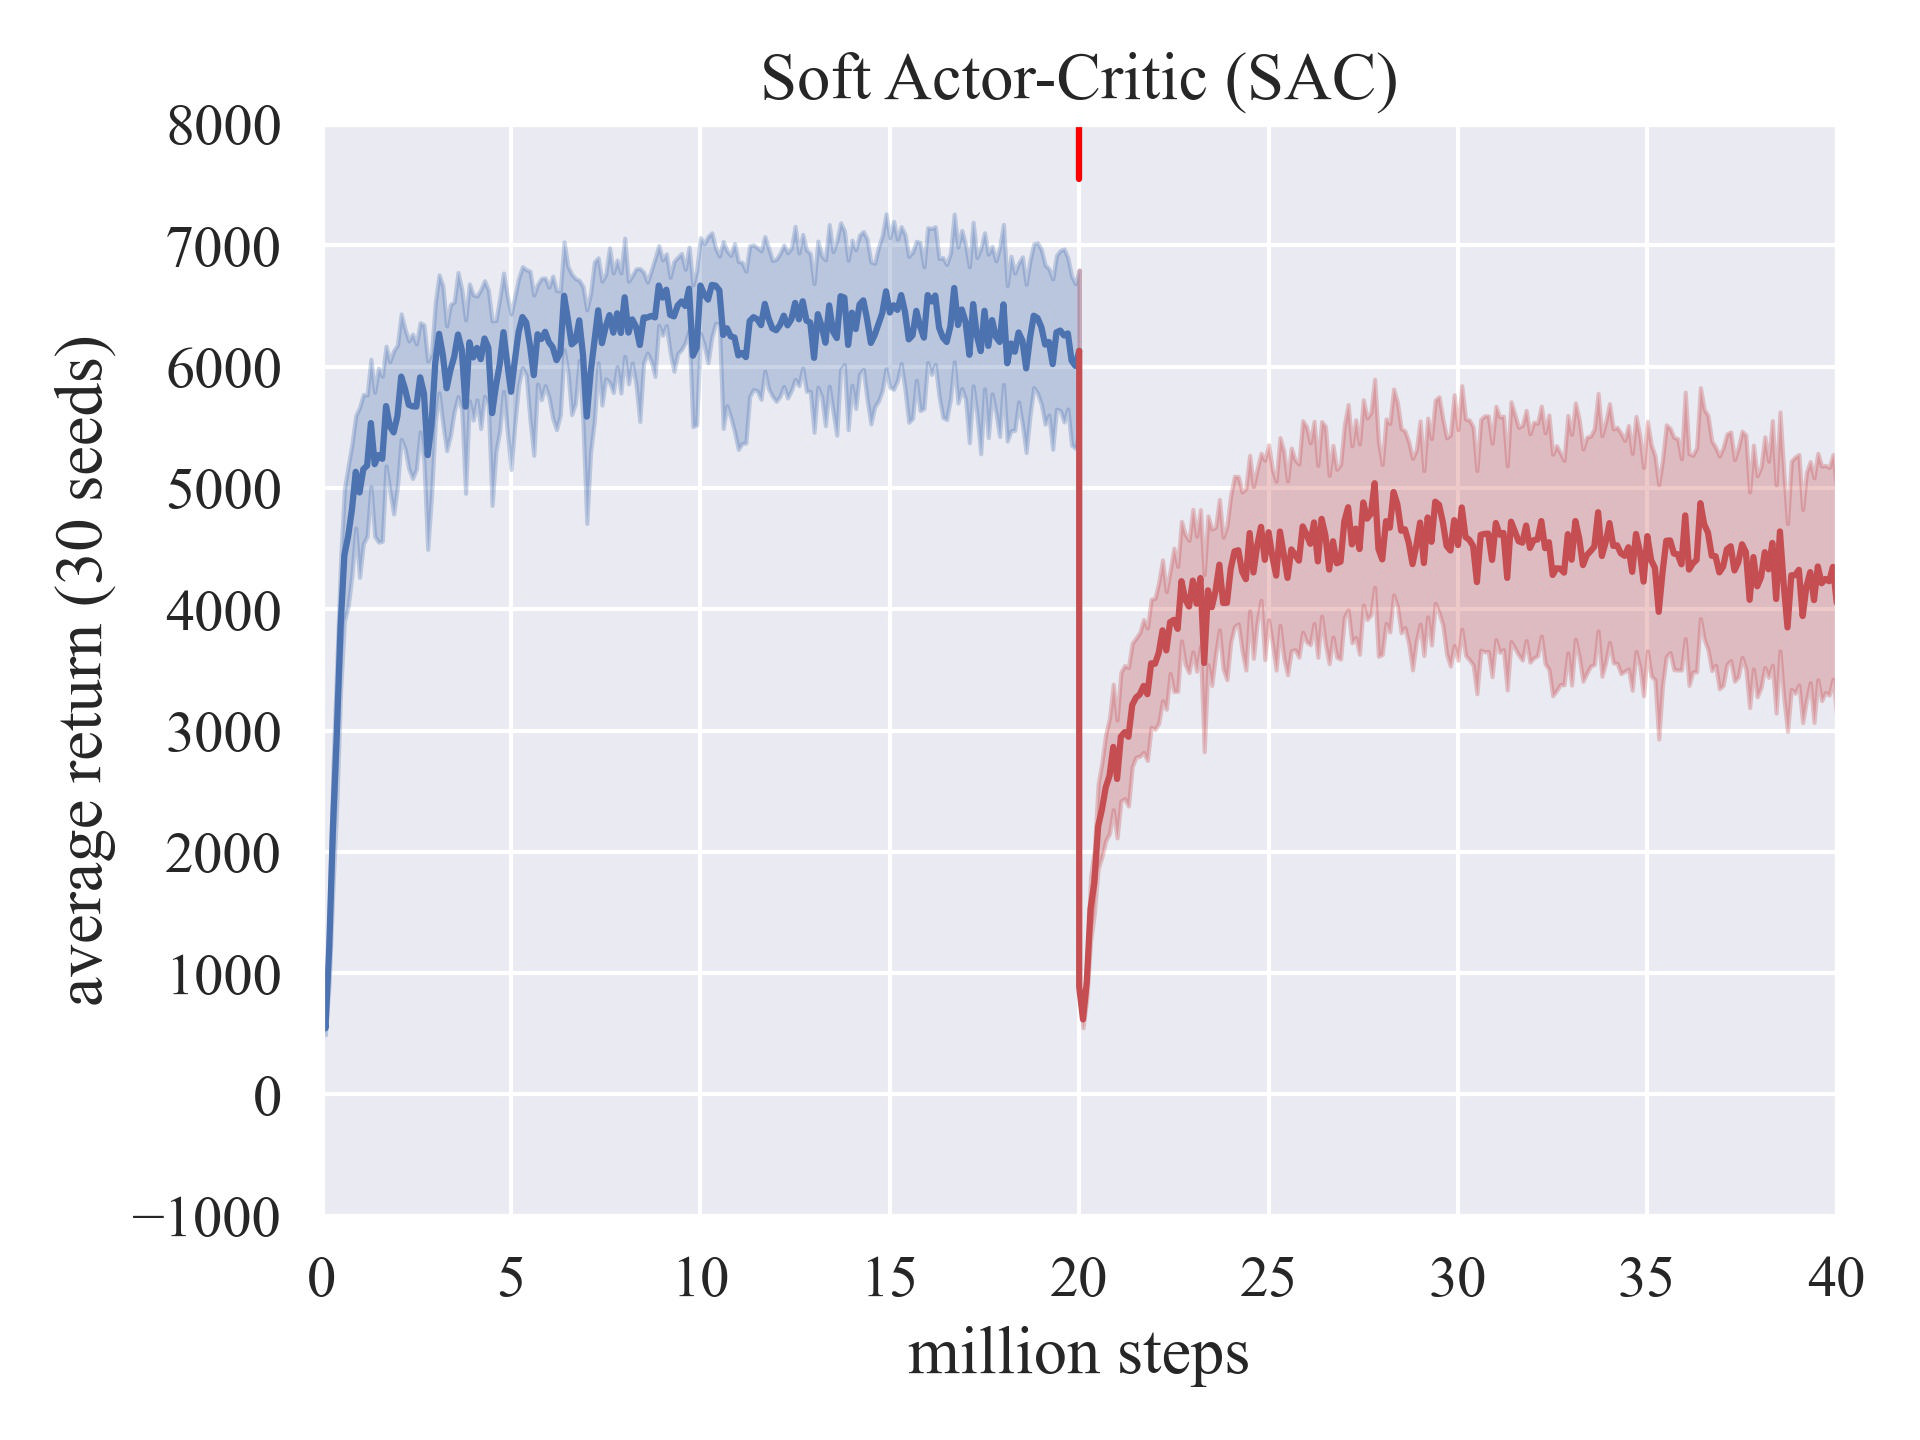 Soft Actor-Critic (SAC)
8000
7000
6000
5000
4000
3000
2000
1000
0
−1000
average return (30 seeds)
0 5 10 15 20 25 30 35 40
million steps